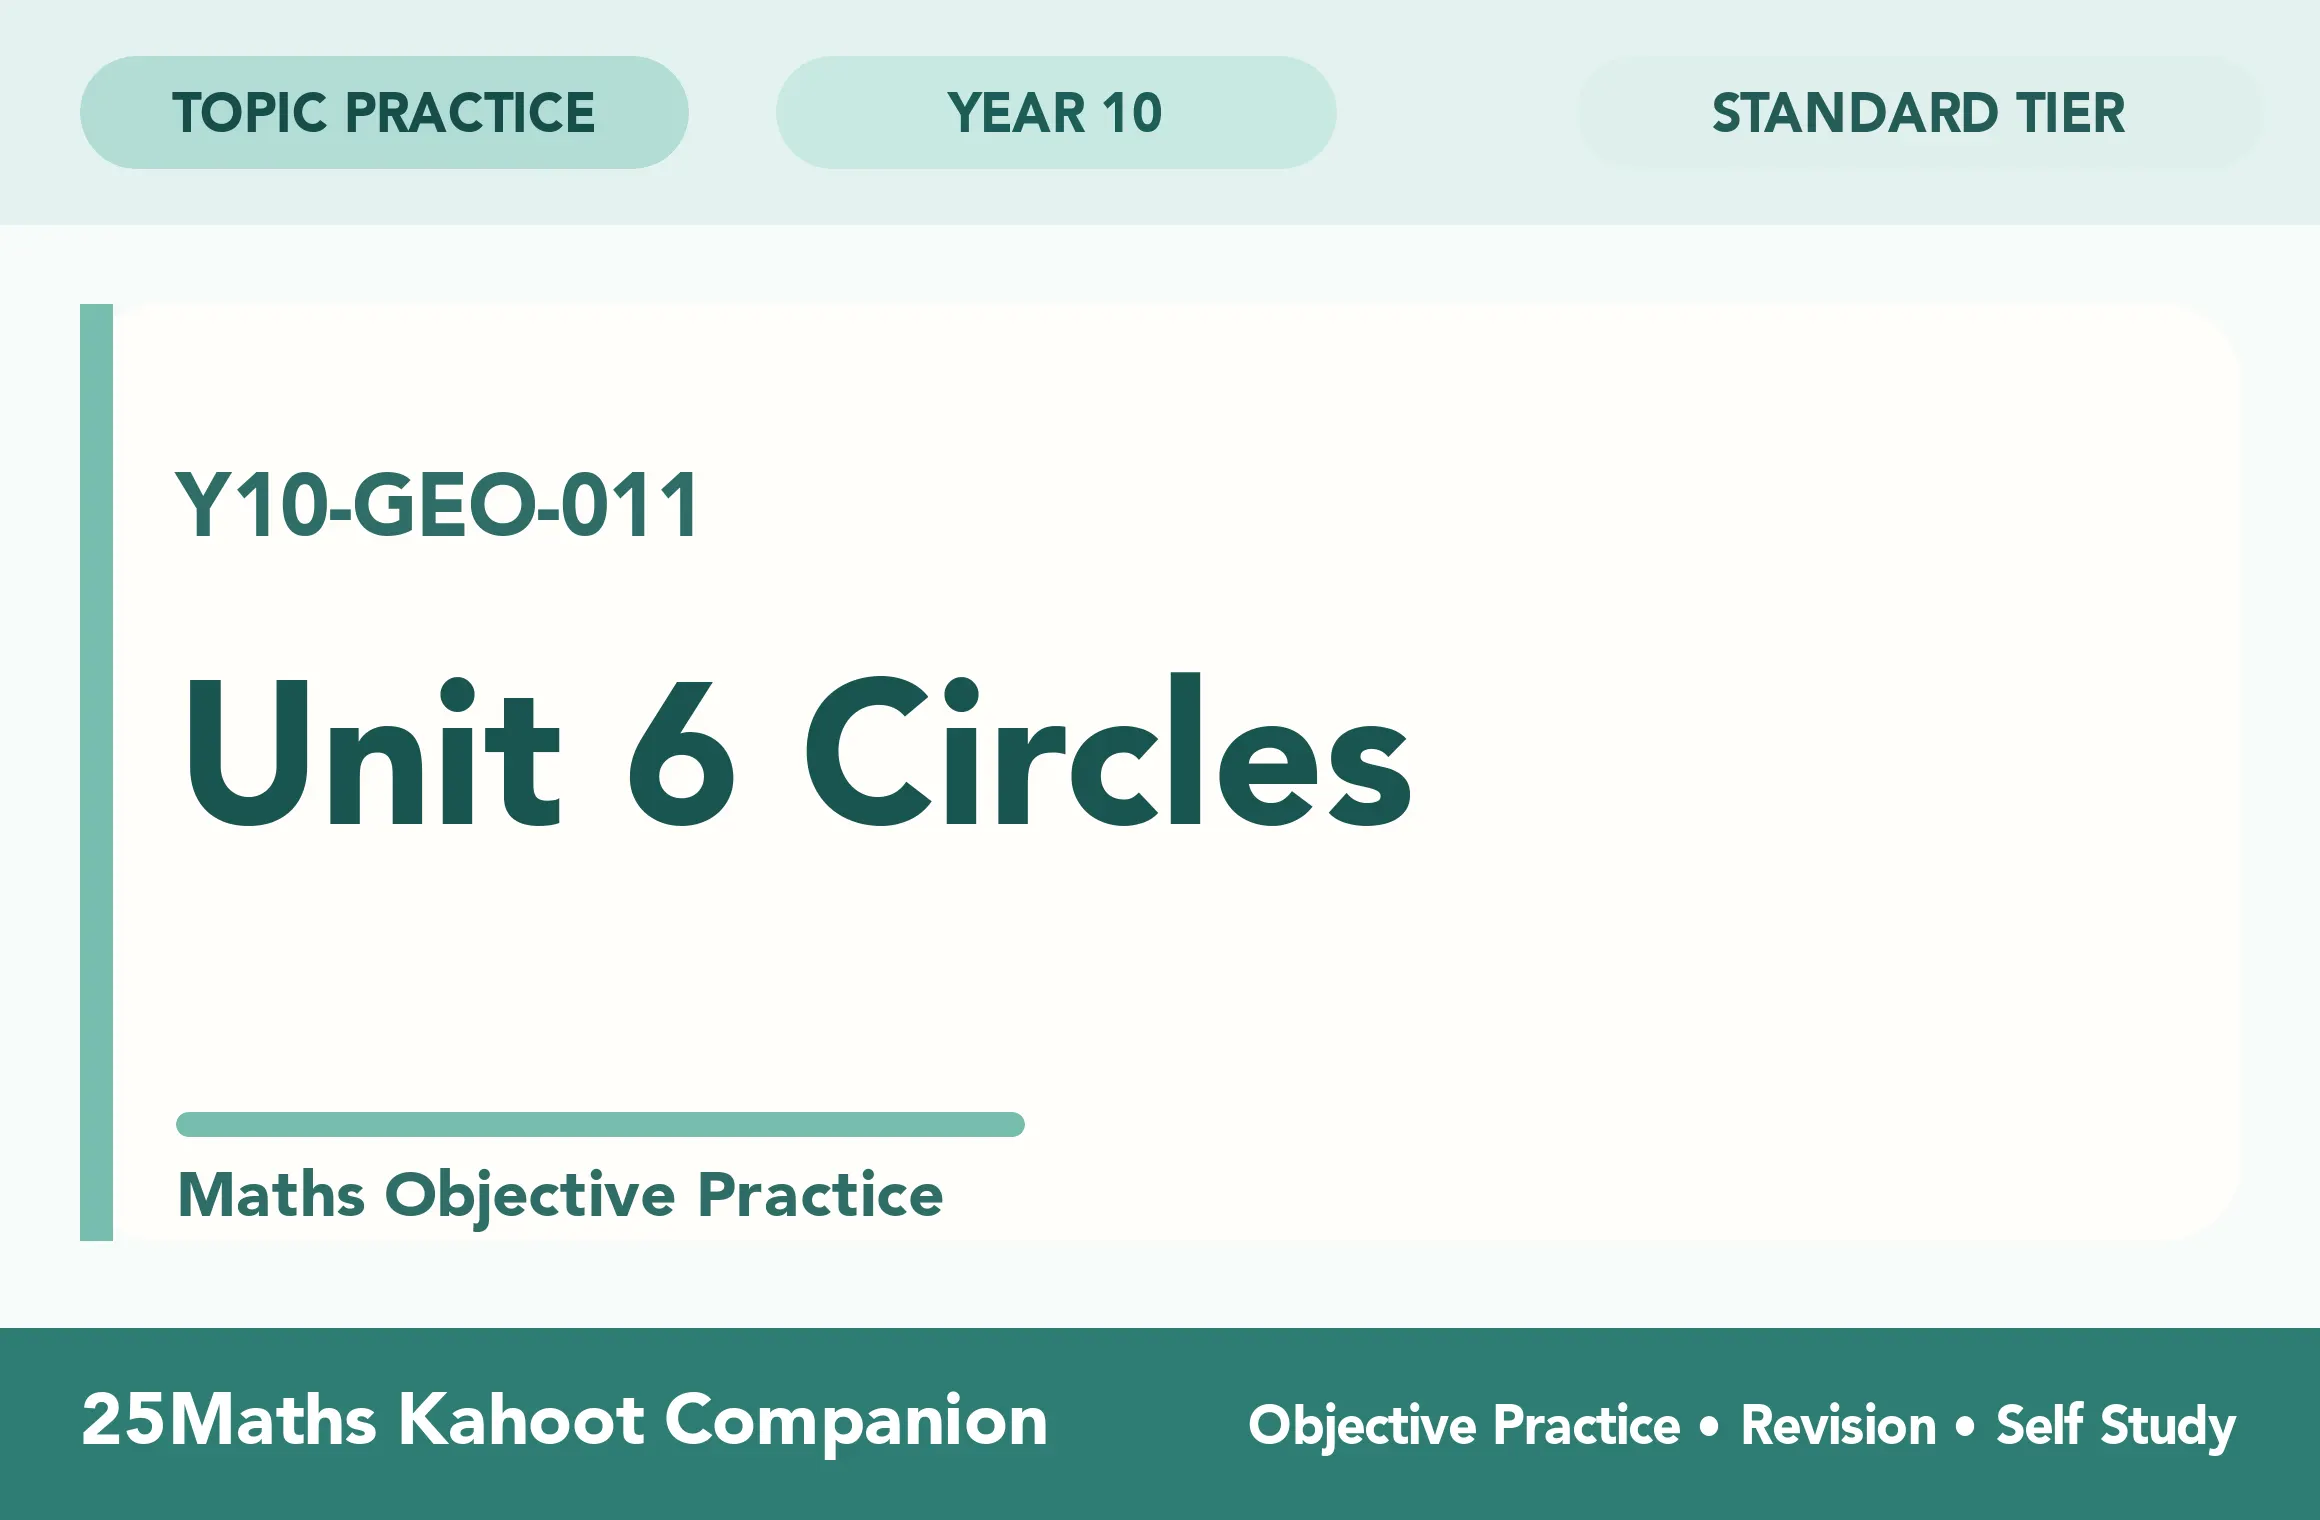 TOPIC PRACTICE
YEAR 10
STANDARD TIER
Y10-GEO-011
Unit 6 Circles
Maths Objective Practice
25Maths Kahoot Companion
Objective Practice • Revision • Self Study